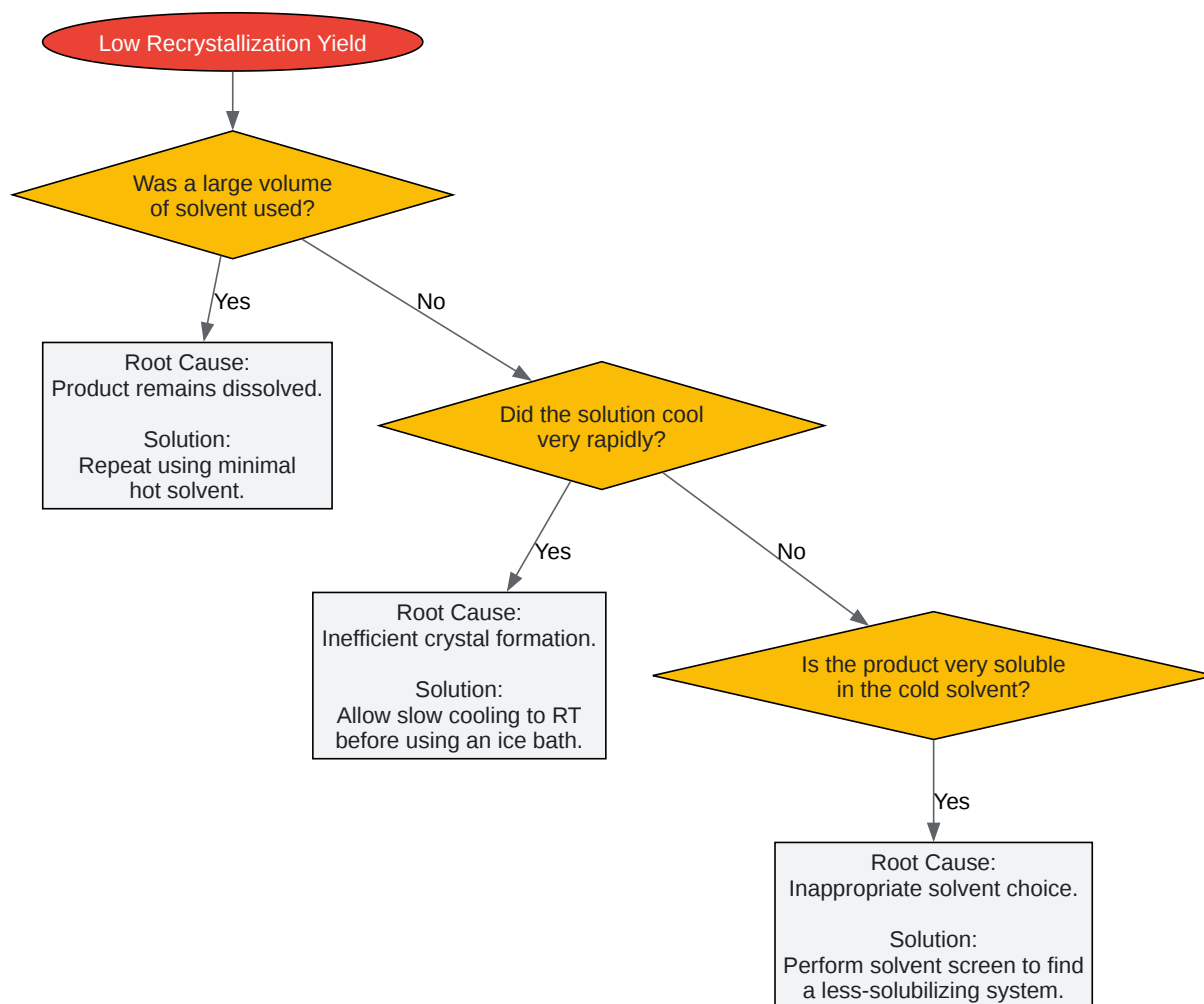 Low Recrystallization Yield
Was a large volume
of solvent used?
Yes
No
Root Cause:
Product remains dissolved.
Solution:
Repeat using minimal
hot solvent.
Did the solution cool
very rapidly?
Yes
No
Root Cause:
Inefficient crystal formation.
Solution:
Allow slow cooling to RT
before using an ice bath.
Is the product very soluble
in the cold solvent?
Yes
Root Cause:
Inappropriate solvent choice.
Solution:
Perform solvent screen to find
a less-solubilizing system.